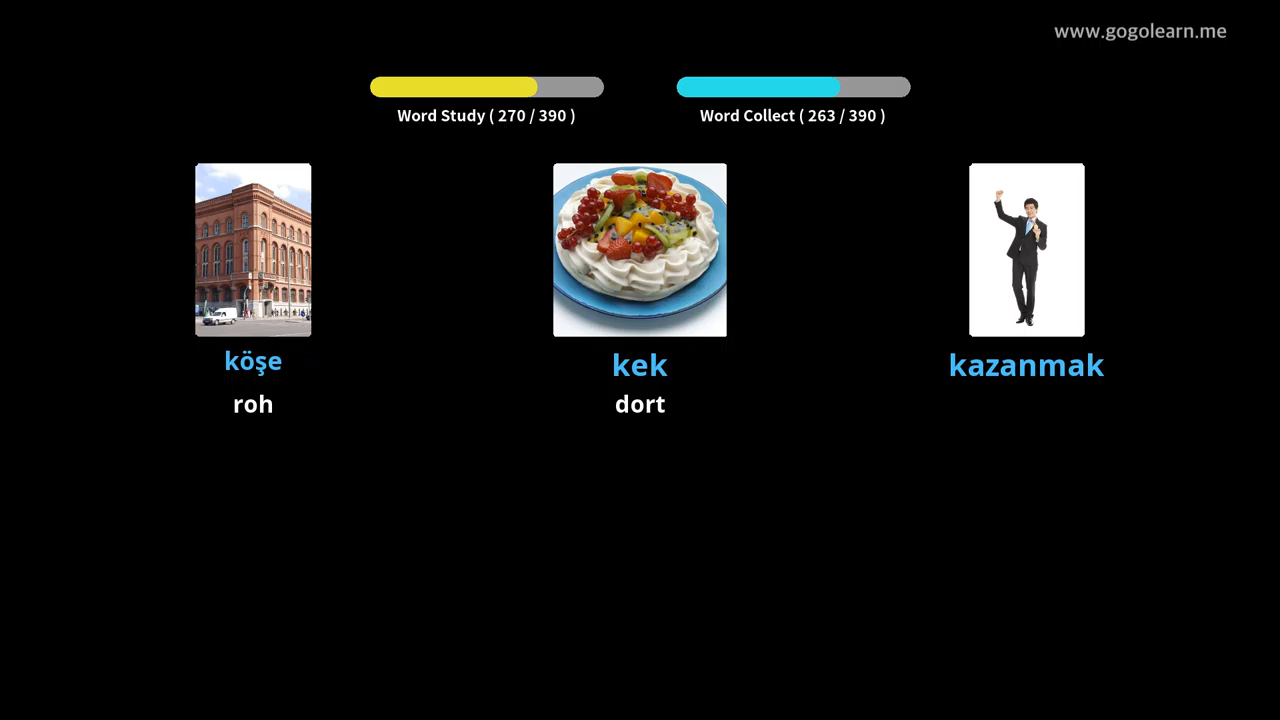 www.gogolearn.me
Word Study ( 270 / 390 )
Word Collect ( 263 / 390 )
köşe
kek
kazanmak
roh
dort